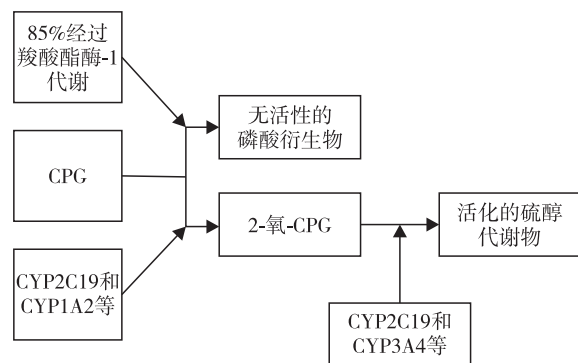 85%经过
羧酸酯酶-1
代谢
无活性的
磷酸衍生物
CPG
2-氧-CPG
活化的硫醇
代谢物
CYP2C19和
CYP1A2等
CYP2C19和
CYP3A4等